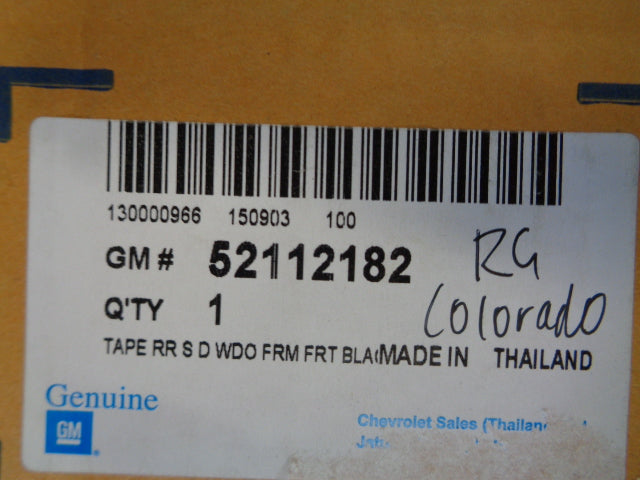 130000966 150903 100
GM # 52112182
RG
Q'TY 1
Colorado
TAPE RR S D WDO FRM FRT BLA MADE IN THAILAND
Genuine
GM
Chevrolet Sales